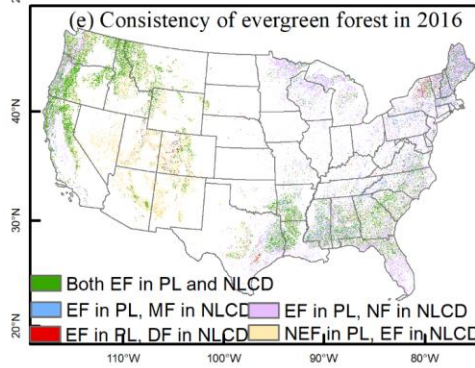 (e) Consistency of evergreen forest in 2016
40°N
30°N
20°N
Both EF in PL and NLCD
EF in PL, MF in NLCD
EF in PL, NF in NLCD
EF in PL, DF in NLCD
NEF in PL, EF in NLCD
110°W
100°W
90°W
80°W